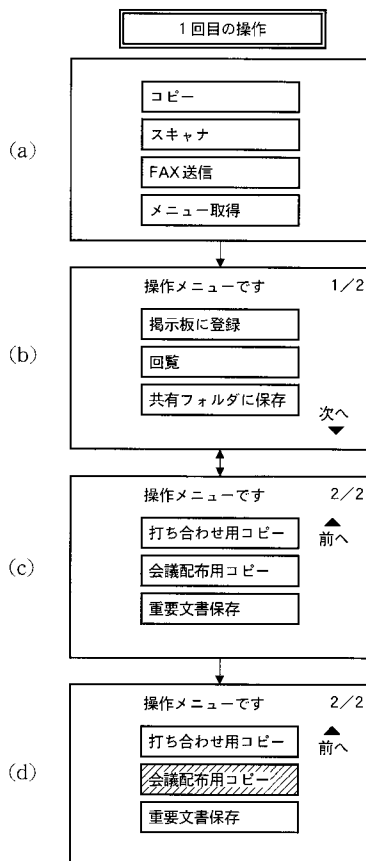 1回目の操作
(a)
コピー
スキャナ
FAX送信
メニュー取得
(b)
操作メニューです 1/2
掲示板に登録
回覧
共有フォルダに保存
次へ
▼
(c)
操作メニューです 2/2
▲
打ち合わせ用コピー
前へ
会議配布用コピー
重要文書保存
(d)
操作メニューです 2/2
▲
打ち合わせ用コピー
前へ
会議配布用コピー
重要文書保存